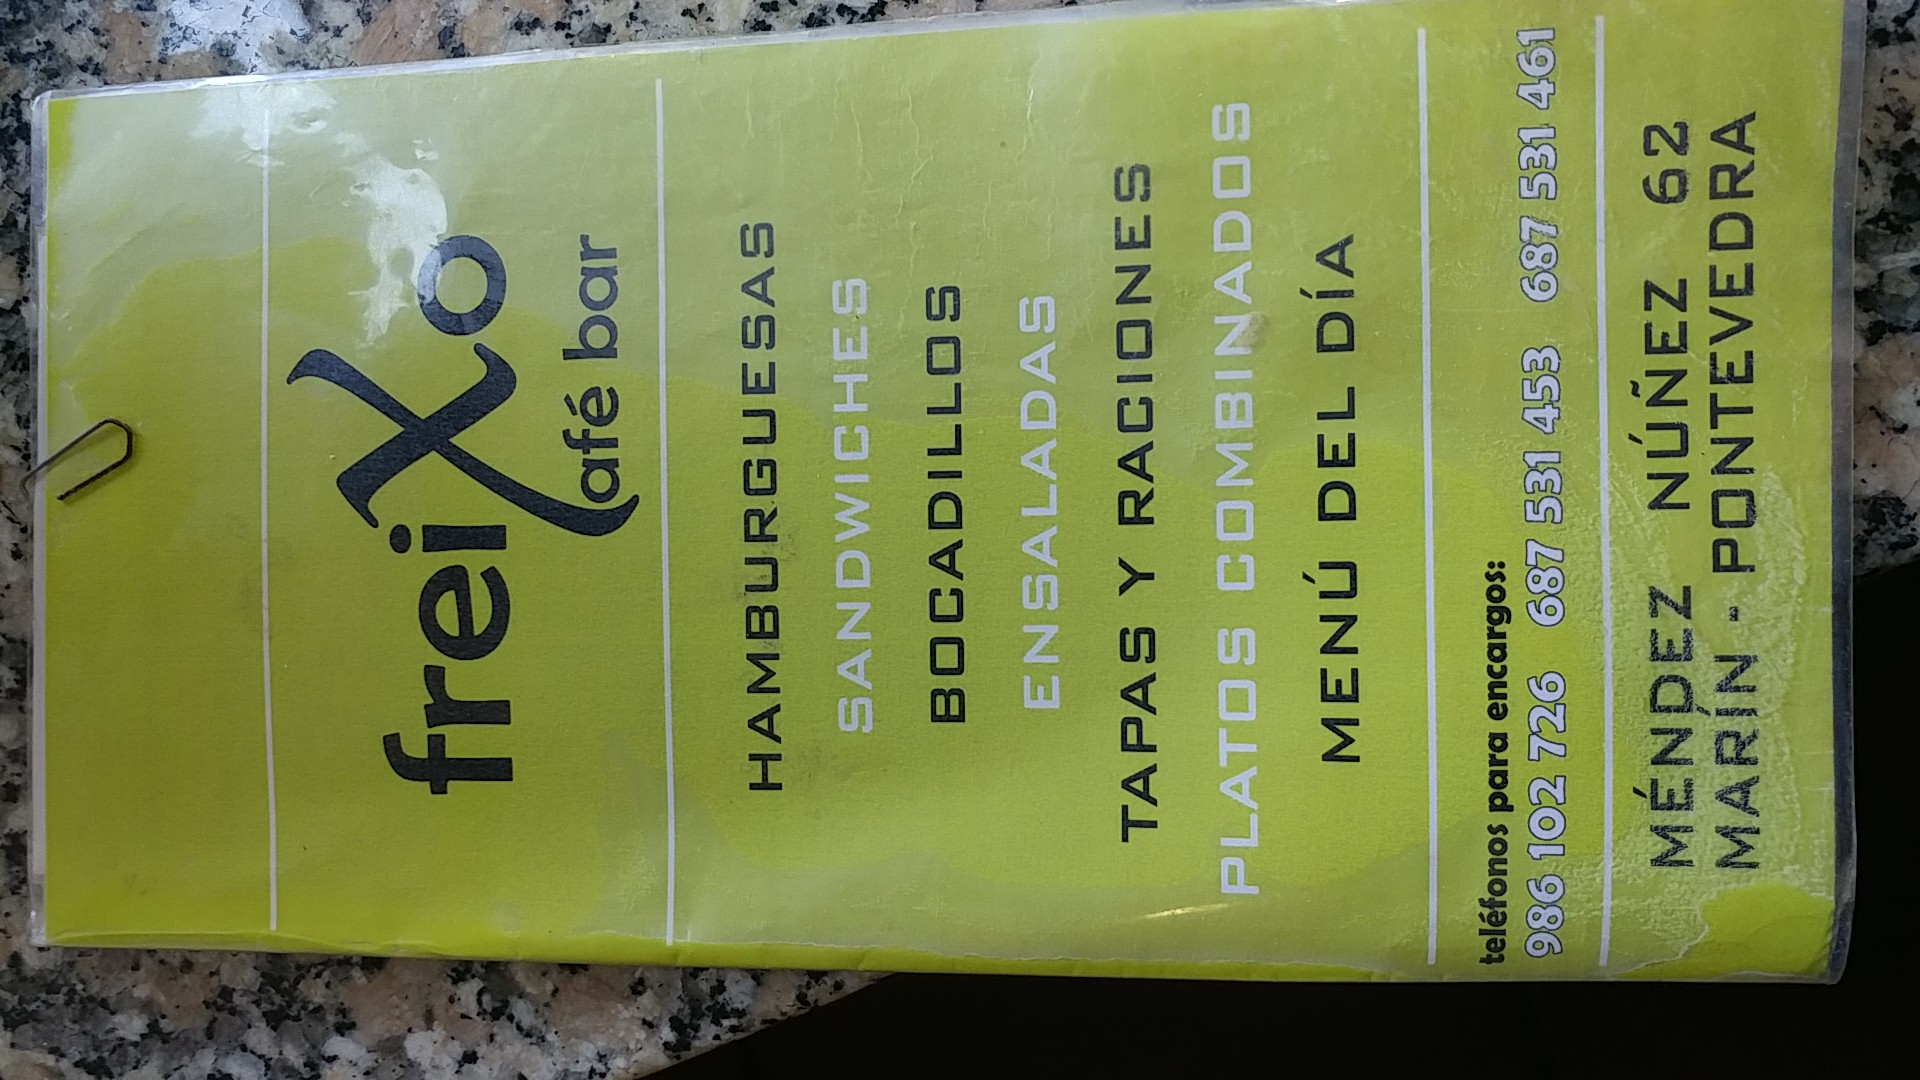 freixo
café bar
HAMBURGUESAS
SANDWICHES
BOCADILLOS
ENSALADAS
TAPAS Y RACIONES
PLATOS COMBINADOS
MENÚ DEL DÍA
teléfonos para encargos:
986 102 726 687 531 453 687 531 461
MÉNDEZ NÚÑEZ 62
MARÍN - PONTEVEDRA